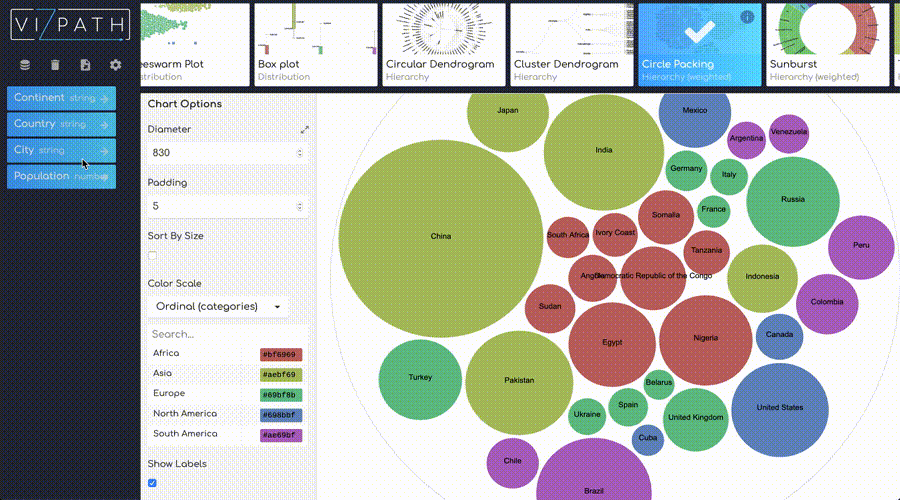 VIZPATH
eeswarm Plot
stribution
Box plot
Distribution
Circular Dendrogram
Hierarchy
Cluster Dendrogram
Hierarchy
Circle Packing
Hierarchy (weighted)
Sunburst
Hierarchy (weighted)
Continent string
Country string
City string
Population numb
Chart Options
Diameter
830
Padding
5
Sort By Size
Color Scale
Ordinal (categories)
Search...
Africa #bf6969
Asia #aebf69
Europe #69bf8b
North America #698bbf
South America #ae69bf
Show Labels
Japan
Mexico
Argentina
Venezuela
India
Germany
Italy
Russia
France
Somalia
China
South Africa
Ivory Coast
Tanzania
Peru
Democratic Republic of the Congo
Indonesia
Sudan
Colombia
Egypt
Nigeria
Canada
Turkey
Pakistan
Belarus
Spain
Ukraine
United Kingdom
United States
Cuba
Chile
Brazil